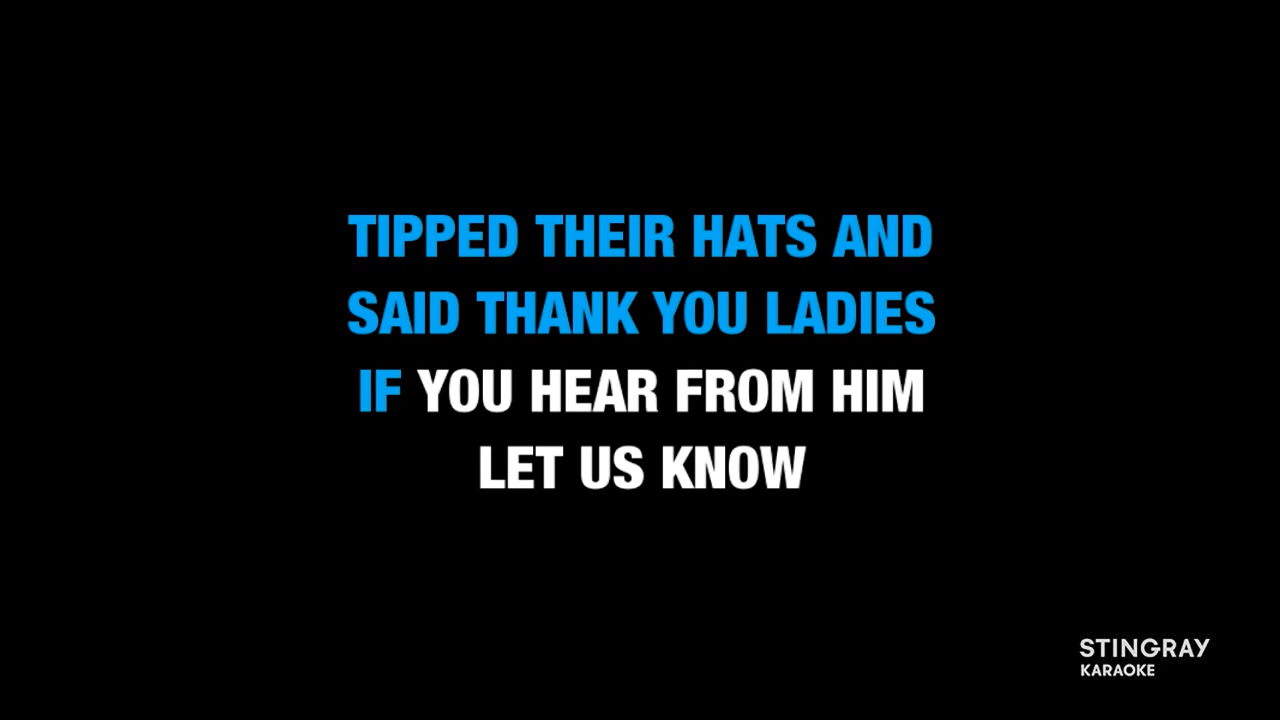 TIPPED THEIR HATS AND
SAID THANK YOU LADIES
IF YOU HEAR FROM HIM
LET US KNOW
STINGRAY
KARAOKE